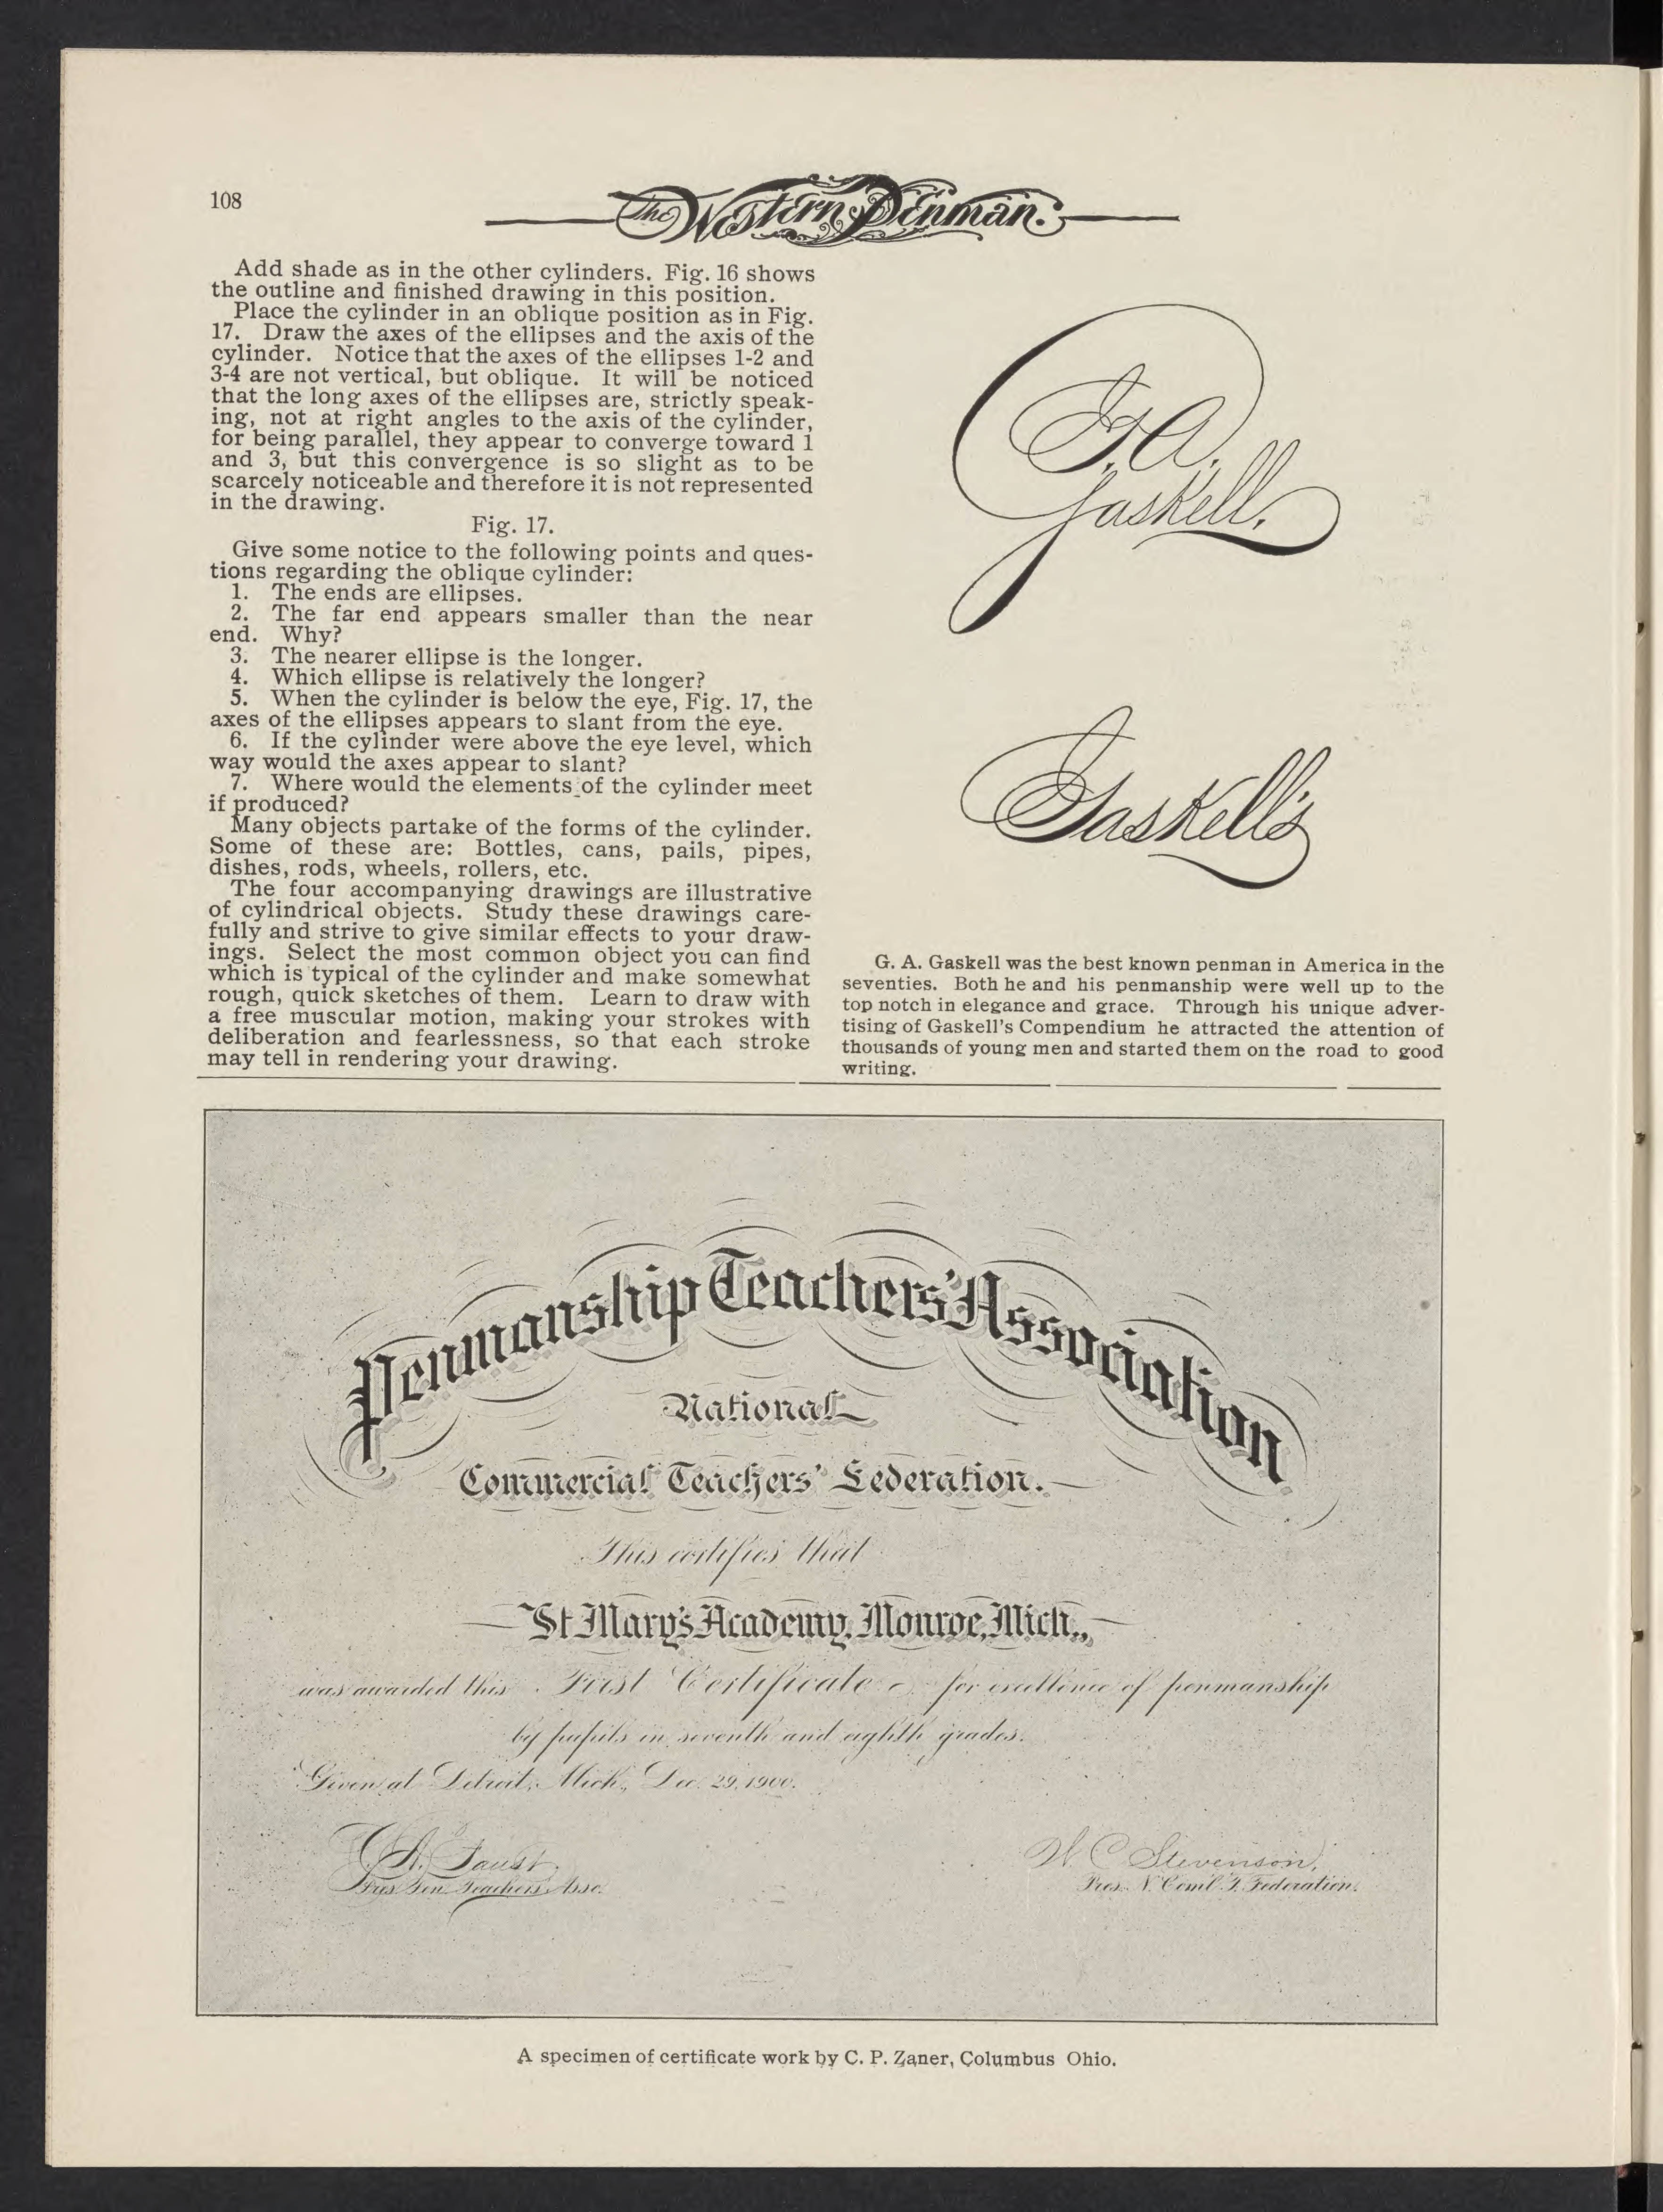 108
The Western Penman.
Add shade as in the other cylinders. Fig. 16 shows
the outline and finished drawing in this position.
Place the cylinder in an oblique position as in Fig.
17. Draw the axes of the ellipses and the axis of the
cylinder. Notice that the axes of the ellipses 1-2 and
3-4 are not vertical, but oblique. It will be noticed
that the long axes of the ellipses are, strictly speak-
ing, not at right angles to the axis of the cylinder,
for being parallel, they appear to converge toward 1
and 3, but this convergence is so slight as to be
scarcely noticeable and therefore it is not represented
in the drawing.
Fig. 17.
Give some notice to the following points and ques-
tions regarding the oblique cylinder:
1. The ends are ellipses.
2. The far end appears smaller than the near
end. Why?
3. The nearer ellipse is the longer.
4. Which ellipse is relatively the longer?
5. When the cylinder is below the eye, Fig. 17, the
axes of the ellipses appears to slant from the eye.
6. If the cylinder were above the eye level, which
way would the axes appear to slant?
7. Where would the elements of the cylinder meet
if produced?
Many objects partake of the forms of the cylinder.
Some of these are: Bottles, cans, pails, pipes,
dishes, rods, wheels, rollers, etc.
The four accompanying drawings are illustrative
of cylindrical objects. Study these drawings care-
fully and strive to give similar effects to your draw-
ings. Select the most common object you can find
which is typical of the cylinder and make somewhat
rough, quick sketches of them. Learn to draw with
a free muscular motion, making your strokes with
deliberation and fearlessness, so that each stroke
may tell in rendering your drawing.
G. A.
Gaskell.
Gaskell's
G. A. Gaskell was the best known penman in America in the
seventies. Both he and his penmanship were well up to the
top notch in elegance and grace. Through his unique adver-
tising of Gaskell's Compendium he attracted the attention of
thousands of young men and started them on the road to good
writing.
Penmanship Teachers' Association
National
Commercial Teachers' Federation.
This certifies that
St. Mary's Academy, Monroe, Mich.,
was awarded this First Certificate for excellence of penmanship
by pupils in seventh and eighth grades.
Given at Detroit, Mich., Dec. 29, 1900.
C. A. Faust.
Pres. Pen. Teachers' Asso.
W. C. Stevenson,
Pres. N. Coml. T. Federation.
A specimen of certificate work by C. P. Zaner, Columbus Ohio.